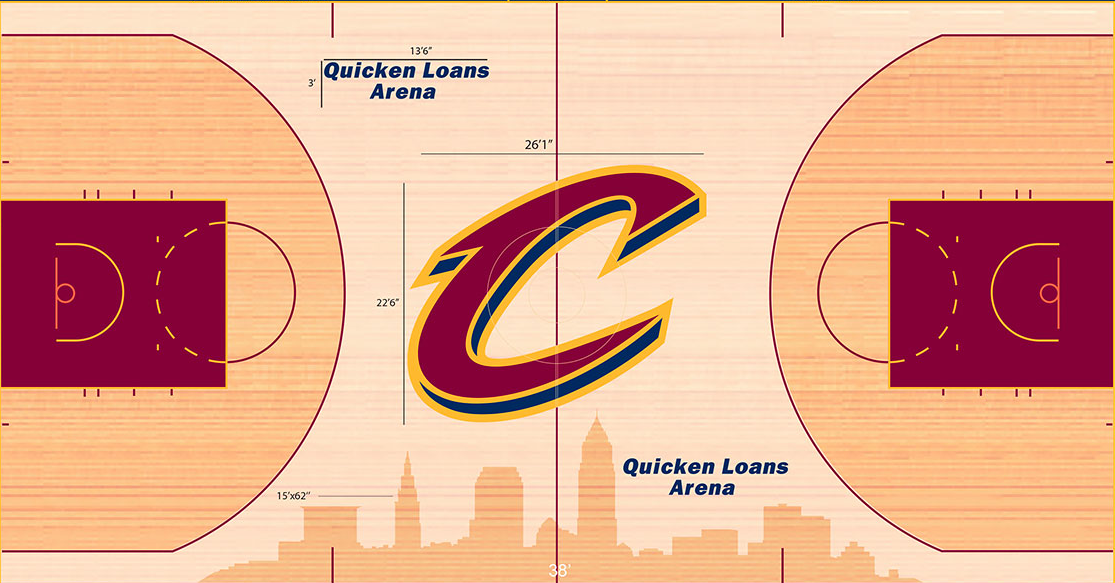 13'6"
3'
Quicken Loans
Arena
26'1"
C
22'6"
Quicken Loans
Arena
15'x62"
38'